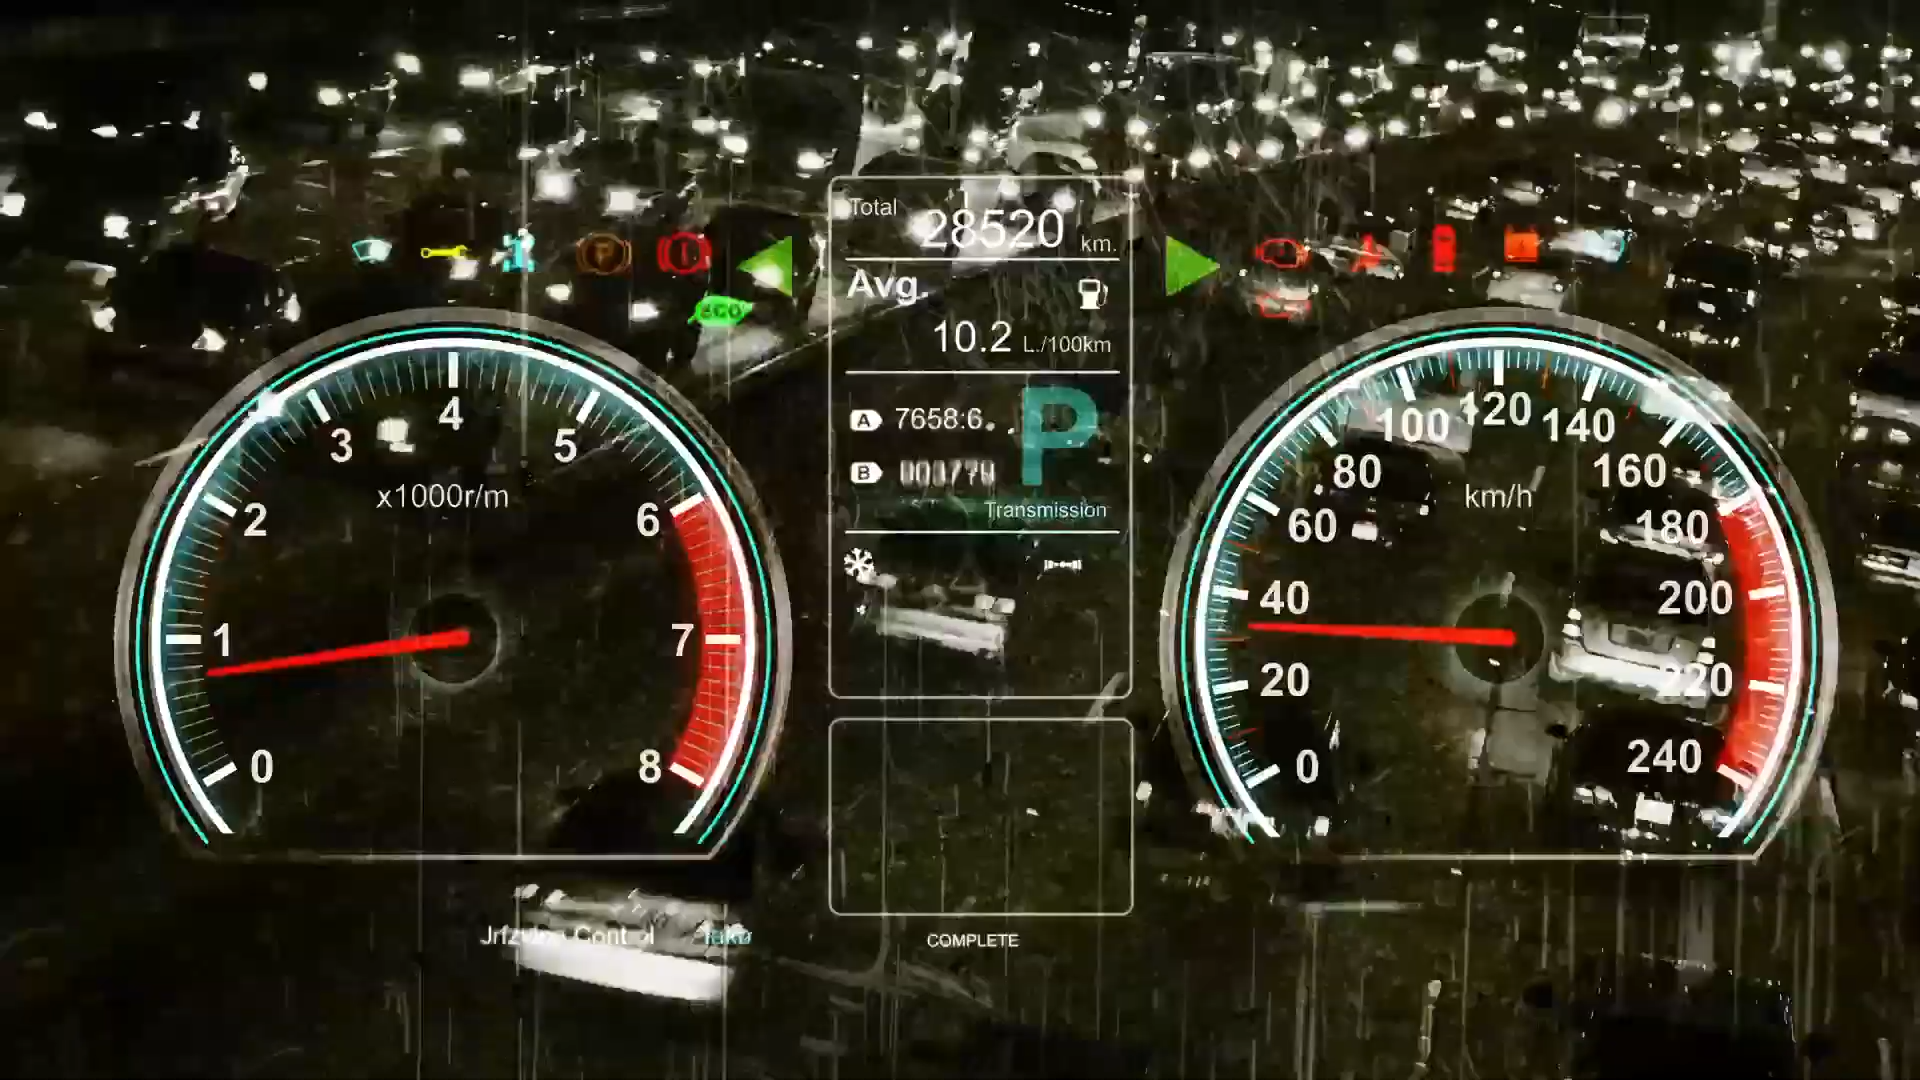 Total
28520 km.
Avg.
10.2 L./100km
A 7658:6
B
P
Transmission
ECO
0
1
2
3
4
5
6
7
8
x1000r/m
0
20
40
60
80
100
120
140
160
180
200
220
240
km/h
COMPLETE